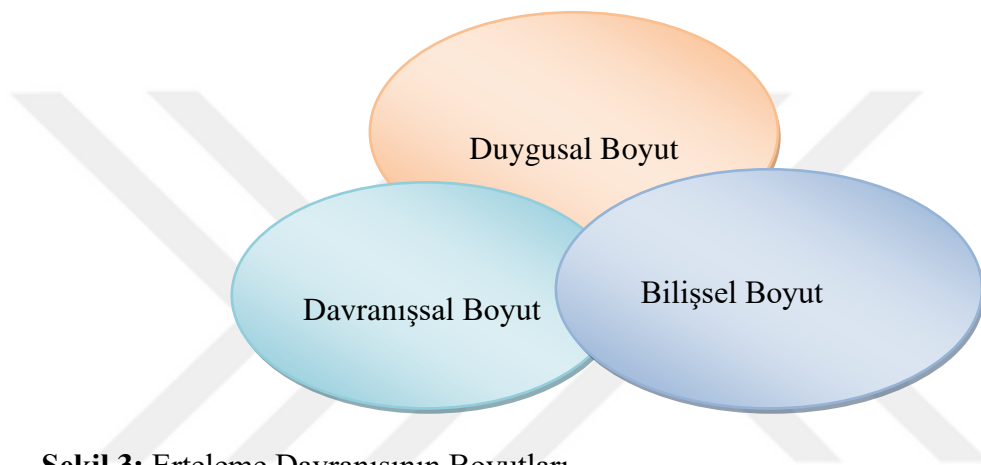 Duygusal Boyut
Davranışsal Boyut
Bilişsel Boyut
Şekil 3: Erteleme Davranışının Boyutları